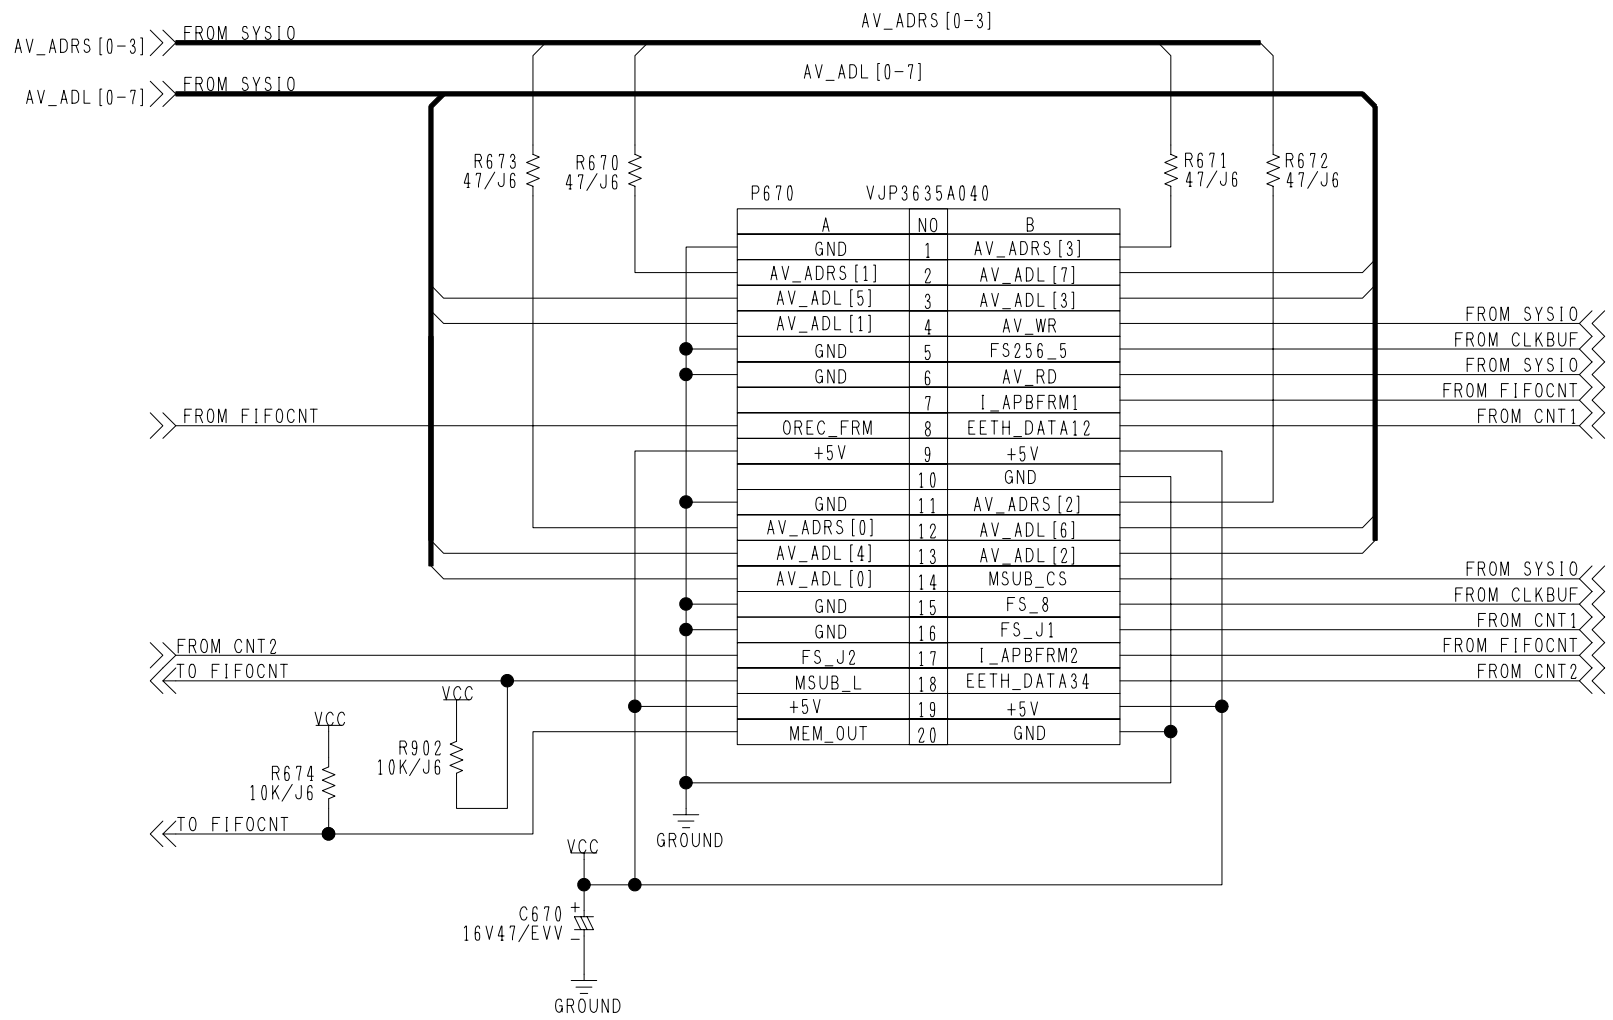 AV_ADRS[0-3]
FROM SYSIO
AV_ADRS[0-3]
AV_ADL[0-7]
FROM SYSIO
AV_ADL[0-7]
R673
47/J6
R670
47/J6
R671
47/J6
R672
47/J6
P670 VJP3635A040
A NO B
GND 1 AV_ADRS[3]
AV_ADRS[1] 2 AV_ADL[7]
AV_ADL[5] 3 AV_ADL[3]
AV_ADL[1] 4 AV_WR FROM SYSIO
GND 5 FS256_5 FROM CLKBUF
GND 6 AV_RD FROM SYSIO
7 I_APBFRM1 FROM FIFOCNT
FROM FIFOCNT OREC_FRM 8 EETH_DATA12 FROM CNT1
+5V 9 +5V
10 GND
GND 11 AV_ADRS[2]
AV_ADRS[0] 12 AV_ADL[6]
AV_ADL[4] 13 AV_ADL[2]
AV_ADL[0] 14 MSUB_CS FROM SYSIO
GND 15 FS_8 FROM CLKBUF
GND 16 FS_J1 FROM CNT1
FROM CNT2 FS_J2 17 I_APBFRM2 FROM FIFOCNT
TO FIFOCNT MSUB_L 18 EETH_DATA34 FROM CNT2
+5V 19 +5V
MEM_OUT 20 GND
VCC
R902
10K/J6
VCC
R674
10K/J6
TO FIFOCNT
GROUND
VCC
C670 +
16V47/EVV -
GROUND